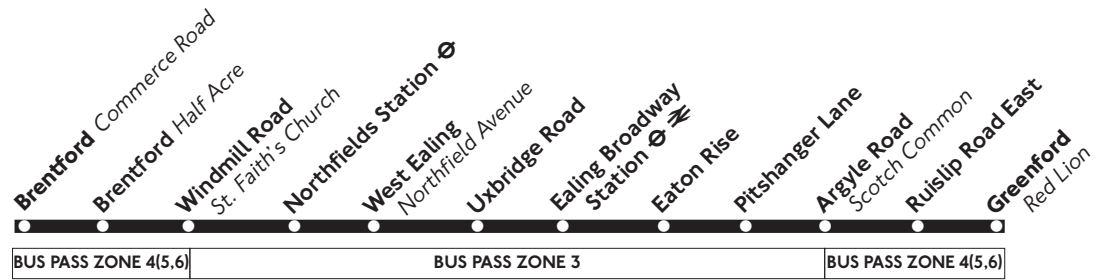 Brentford Commerce Road
Brentford Half Acre
Windmill Road
St. Faith's Church
Northfields Station
West Ealing
Northfield Avenue
Uxbridge Road
Ealing Broadway
Station
Eaton Rise
Pitshanger Lane
Argyle Road
Scotch Common
Ruislip Road East
Greenford
Red Lion
BUS PASS ZONE 4(5,6)
BUS PASS ZONE 3
BUS PASS ZONE 4(5,6)